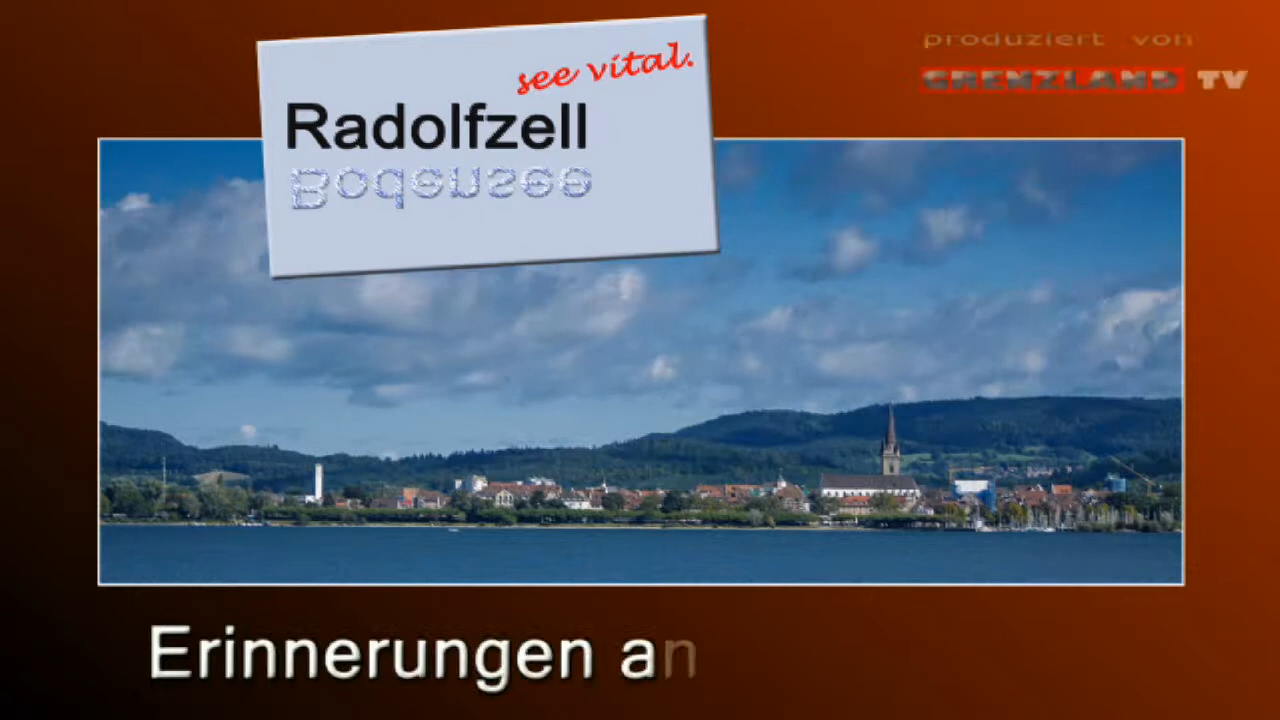 see vital.
Radolfzell
Bodensee
produziert von
GRENZLAND TV
Erinnerungen an